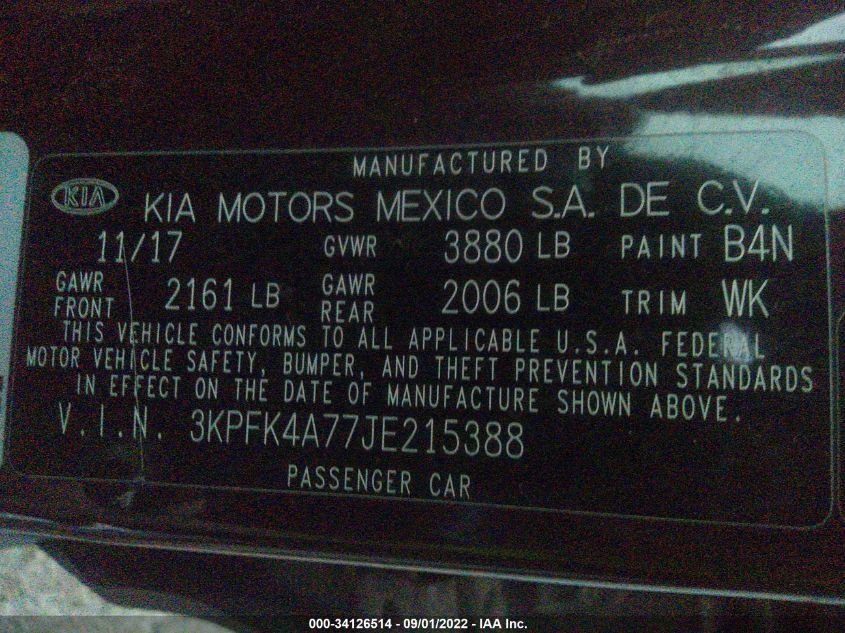 MANUFACTURED BY
KIA KIA MOTORS MEXICO S.A. DE C.V.
11/17 GVWR 3880 LB PAINT B4N
GAWR FRONT 2161 LB GAWR REAR 2006 LB TRIM WK
THIS VEHICLE CONFORMS TO ALL APPLICABLE U.S.A. FEDERAL
MOTOR VEHICLE SAFETY, BUMPER, AND THEFT PREVENTION STANDARDS
IN EFFECT ON THE DATE OF MANUFACTURE SHOWN ABOVE.
V.I.N. 3KPFK4A77JE215388
PASSENGER CAR
000-34126514 - 09/01/2022 - IAA Inc.